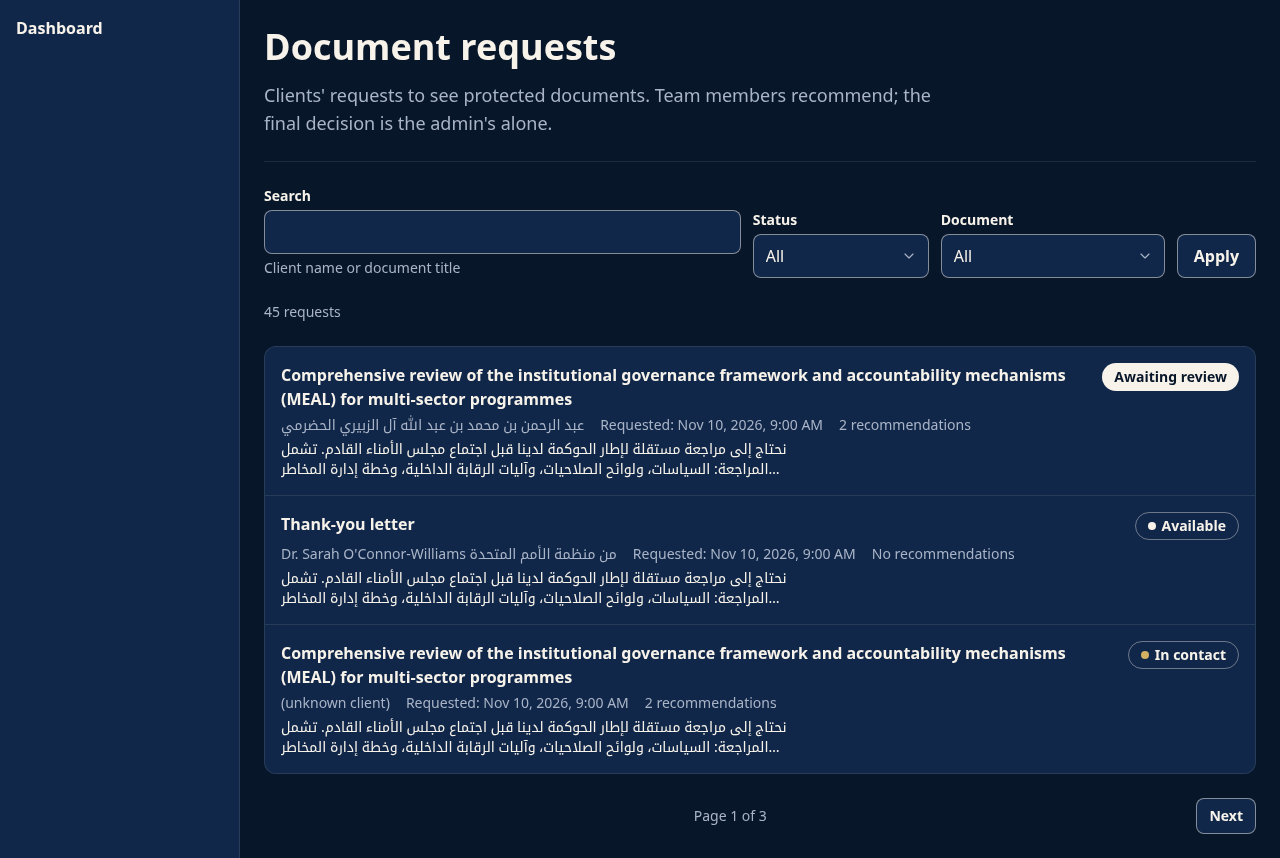 Dashboard
Document requests
Clients' requests to see protected documents. Team members recommend; the
final decision is the admin's alone.
Search
Status
Document
All
All
Apply
Client name or document title
45 requests
Comprehensive review of the institutional governance framework and accountability mechanisms
(MEAL) for multi-sector programmes
Awaiting review
عبد الرحمن بن محمد بن عبد الله آل الزبيري الحضرمي Requested: Nov 10, 2026, 9:00 AM 2 recommendations
نحتاج إلى مراجعة مستقلة لإطار الحوكمة لدينا قبل اجتماع مجلس الأمناء القادم. تشمل
المراجعة: السياسات، ولوائح الصلاحيات، وآليات الرقابة الداخلية، وخطة إدارة المخاطر...
Thank-you letter
Available
Dr. Sarah O'Connor-Williams من منظمة الأمم المتحدة Requested: Nov 10, 2026, 9:00 AM No recommendations
نحتاج إلى مراجعة مستقلة لإطار الحوكمة لدينا قبل اجتماع مجلس الأمناء القادم. تشمل
المراجعة: السياسات، ولوائح الصلاحيات، وآليات الرقابة الداخلية، وخطة إدارة المخاطر...
Comprehensive review of the institutional governance framework and accountability mechanisms
(MEAL) for multi-sector programmes
In contact
(unknown client) Requested: Nov 10, 2026, 9:00 AM 2 recommendations
نحتاج إلى مراجعة مستقلة لإطار الحوكمة لدينا قبل اجتماع مجلس الأمناء القادم. تشمل
المراجعة: السياسات، ولوائح الصلاحيات، وآليات الرقابة الداخلية، وخطة إدارة المخاطر...
Page 1 of 3
Next